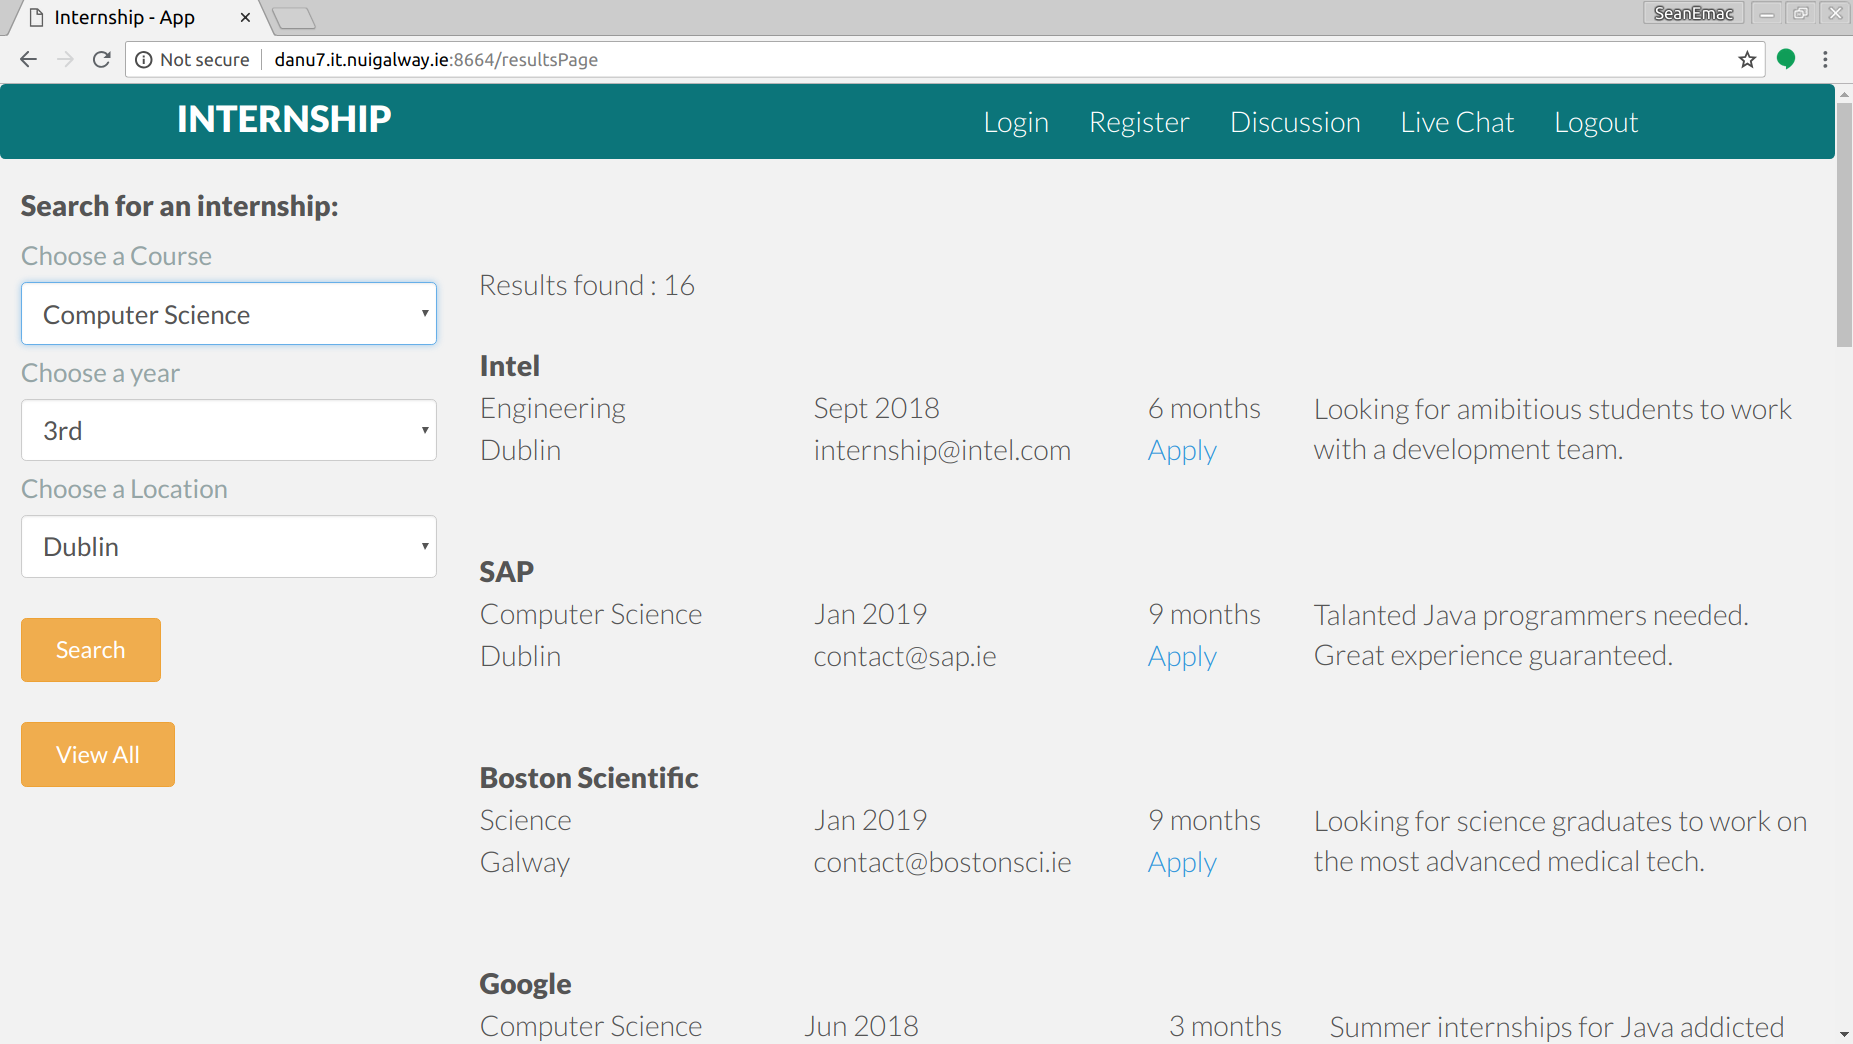 Internship - App
SeanEmac
Not secure danu7.it.nuigalway.ie:8664/resultsPage
INTERNSHIP Login Register Discussion Live Chat Logout
Search for an internship:
Choose a Course
Computer Science
Choose a year
3rd
Choose a Location
Dublin
Search
View All
Results found : 16
Intel
Engineering Sept 2018 6 months Looking for amibitious students to work
Dublin internship@intel.com Apply with a development team.
SAP
Computer Science Jan 2019 9 months Talanted Java programmers needed.
Dublin contact@sap.ie Apply Great experience guaranteed.
Boston Scientific
Science Jan 2019 9 months Looking for science graduates to work on
Galway contact@bostonsci.ie Apply the most advanced medical tech.
Google
Computer Science Jun 2018 3 months Summer internships for Java addicted